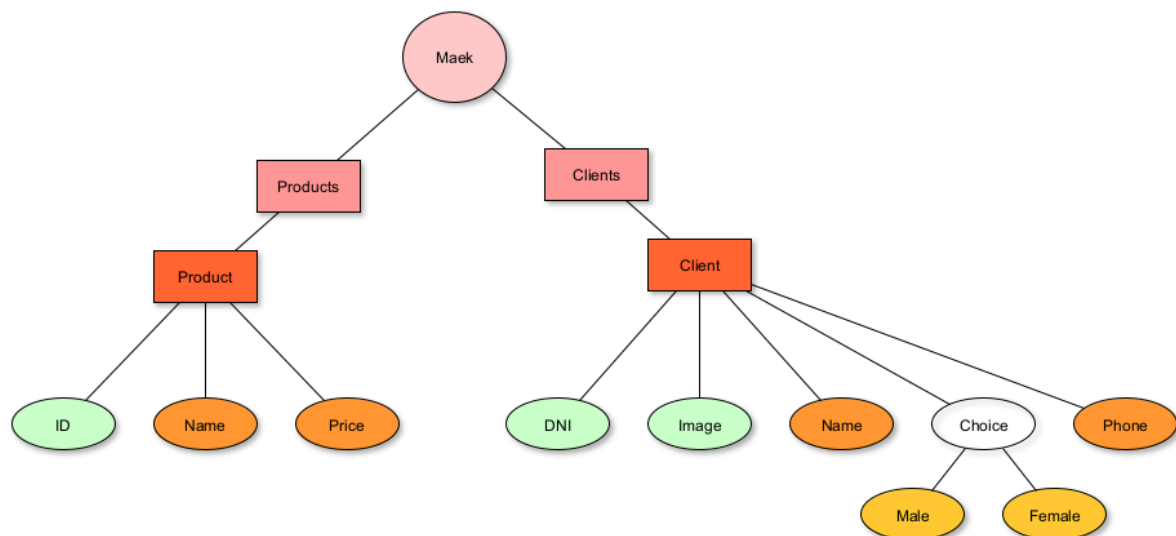 Maek
Products
Clients
Product
Client
ID
Name
Price
DNI
Image
Name
Choice
Phone
Male
Female